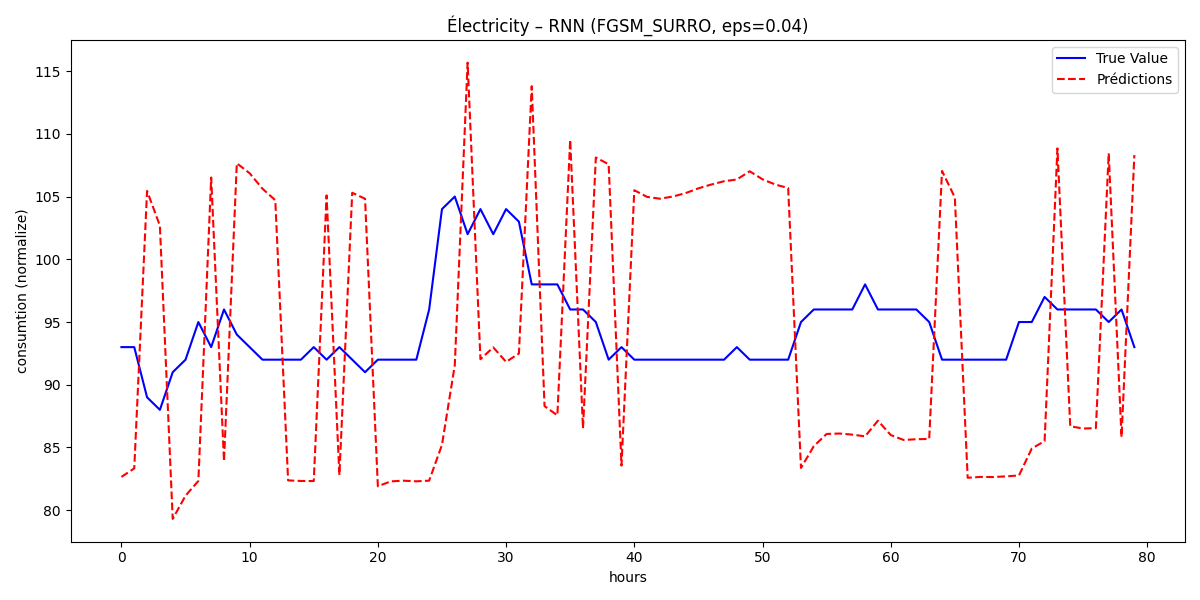 Électricity – RNN (FGSM_SURRO, eps=0.04)
True Value
Prédictions
consumtion (normalize)
115
110
105
100
95
90
85
80
0 10 20 30 40 50 60 70 80
hours